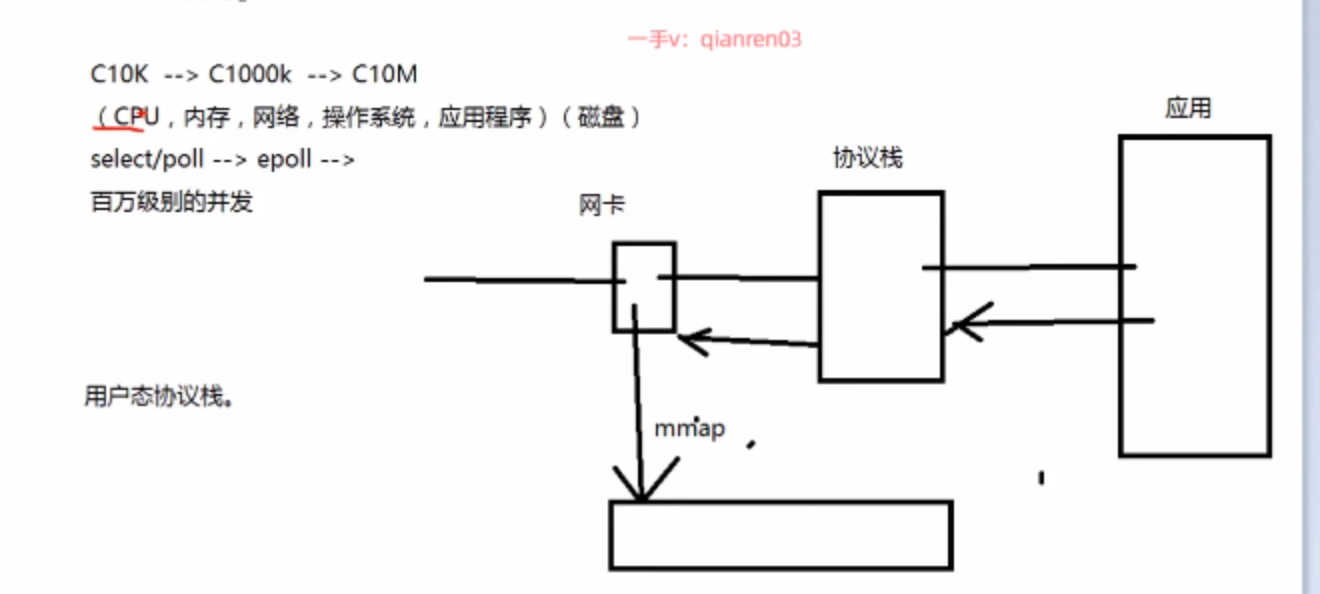 一手v：qianren03
C10K --> C1000k --> C10M
（CPU，内存，网络，操作系统，应用程序）（磁盘）
select/poll --> epoll -->
百万级别的并发
应用
协议栈
网卡
用户态协议栈。
mmap